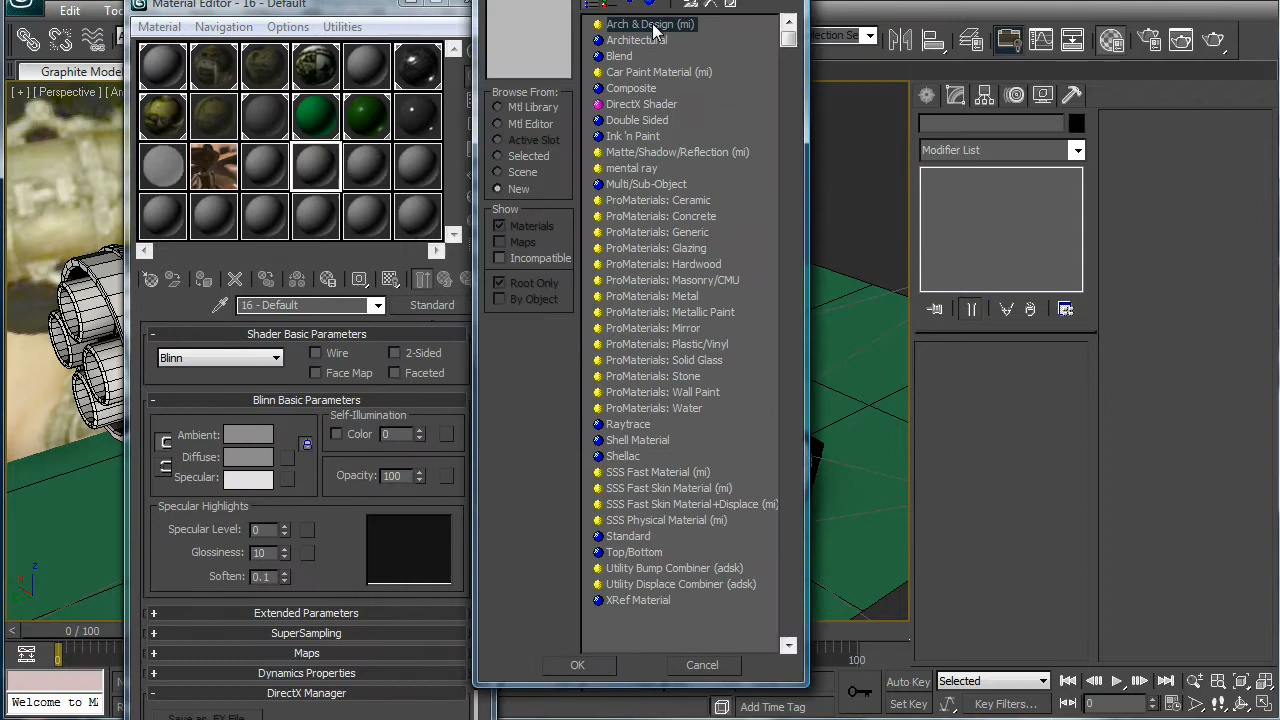 Material Editor - 16 - Default
Edit
Tools
Material
Navigation
Options
Utilities
Graphite Model
[ + ] [ Perspective ]
16 - Default
Standard
- Shader Basic Parameters
Blinn
Wire
2-Sided
Face Map
Faceted
- Blinn Basic Parameters
Self-Illumination
Ambient:
Color
0
Diffuse:
Specular:
Opacity:
100
Specular Highlights
Specular Level:
0
Glossiness:
10
Soften:
0.1
+ Extended Parameters
+ SuperSampling
+ Maps
+ Dynamics Properties
- DirectX Manager
Browse From:
Mtl Library
Mtl Editor
Active Slot
Selected
Scene
New
Show
Materials
Maps
Incompatible
Root Only
By Object
Arch & Design (mi)
Architectural
Blend
Car Paint Material (mi)
Composite
DirectX Shader
Double Sided
Ink 'n Paint
Matte/Shadow/Reflection (mi)
mental ray
Multi/Sub-Object
ProMaterials: Ceramic
ProMaterials: Concrete
ProMaterials: Generic
ProMaterials: Glazing
ProMaterials: Hardwood
ProMaterials: Masonry/CMU
ProMaterials: Metal
ProMaterials: Metallic Paint
ProMaterials: Mirror
ProMaterials: Plastic/Vinyl
ProMaterials: Solid Glass
ProMaterials: Stone
ProMaterials: Wall Paint
ProMaterials: Water
Raytrace
Shell Material
Shellac
SSS Fast Material (mi)
SSS Fast Skin Material (mi)
SSS Fast Skin Material+Displace (mi)
SSS Physical Material (mi)
Standard
Top/Bottom
Utility Bump Combiner (adsk)
Utility Displace Combiner (adsk)
XRef Material
OK
Cancel
Modifier List
0 / 100
0
100
Welcome to M
Add Time Tag
Auto Key
Selected
Set Key
Key Filters...
0